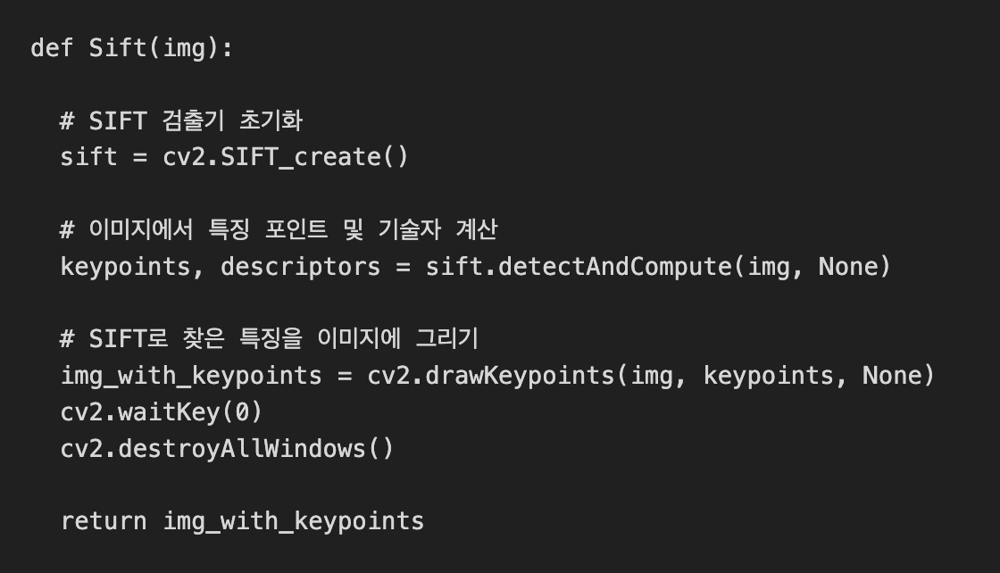 def Sift(img):
# SIFT 검출기 초기화
sift = cv2.SIFT_create()
# 이미지에서 특징 포인트 및 기술자 계산
keypoints, descriptors = sift.detectAndCompute(img, None)
# SIFT로 찾은 특징을 이미지에 그리기
img_with_keypoints = cv2.drawKeypoints(img, keypoints, None)
cv2.waitKey(0)
cv2.destroyAllWindows()
return img_with_keypoints